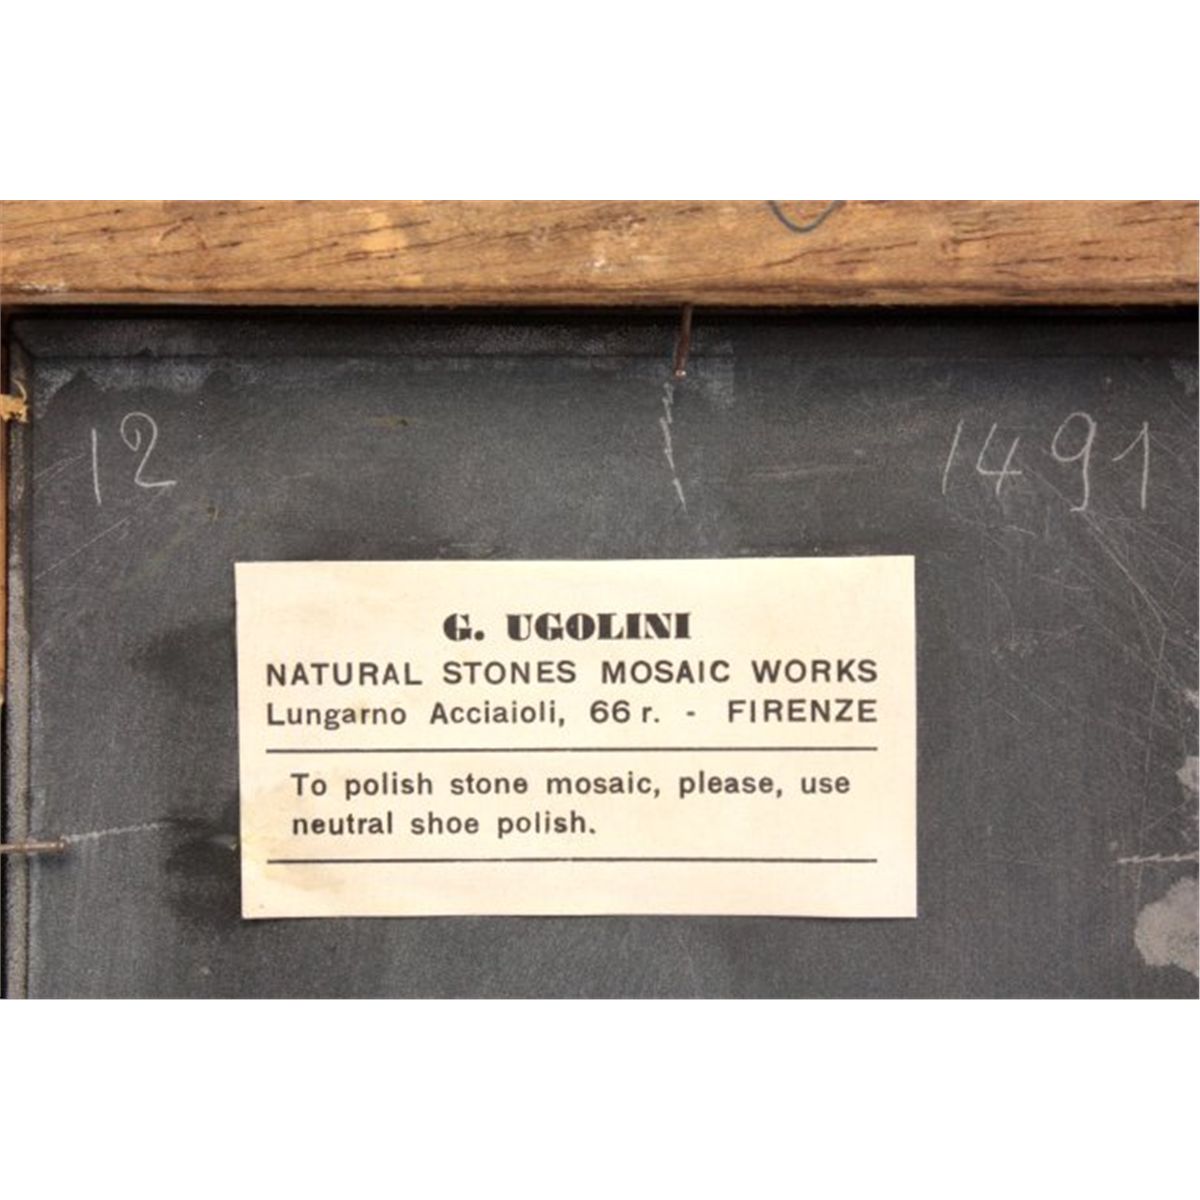 12
1491
G. UGOLINI
NATURAL STONES MOSAIC WORKS
Lungarno Acciaioli, 66 r. - FIRENZE
To polish stone mosaic, please, use
neutral shoe polish.